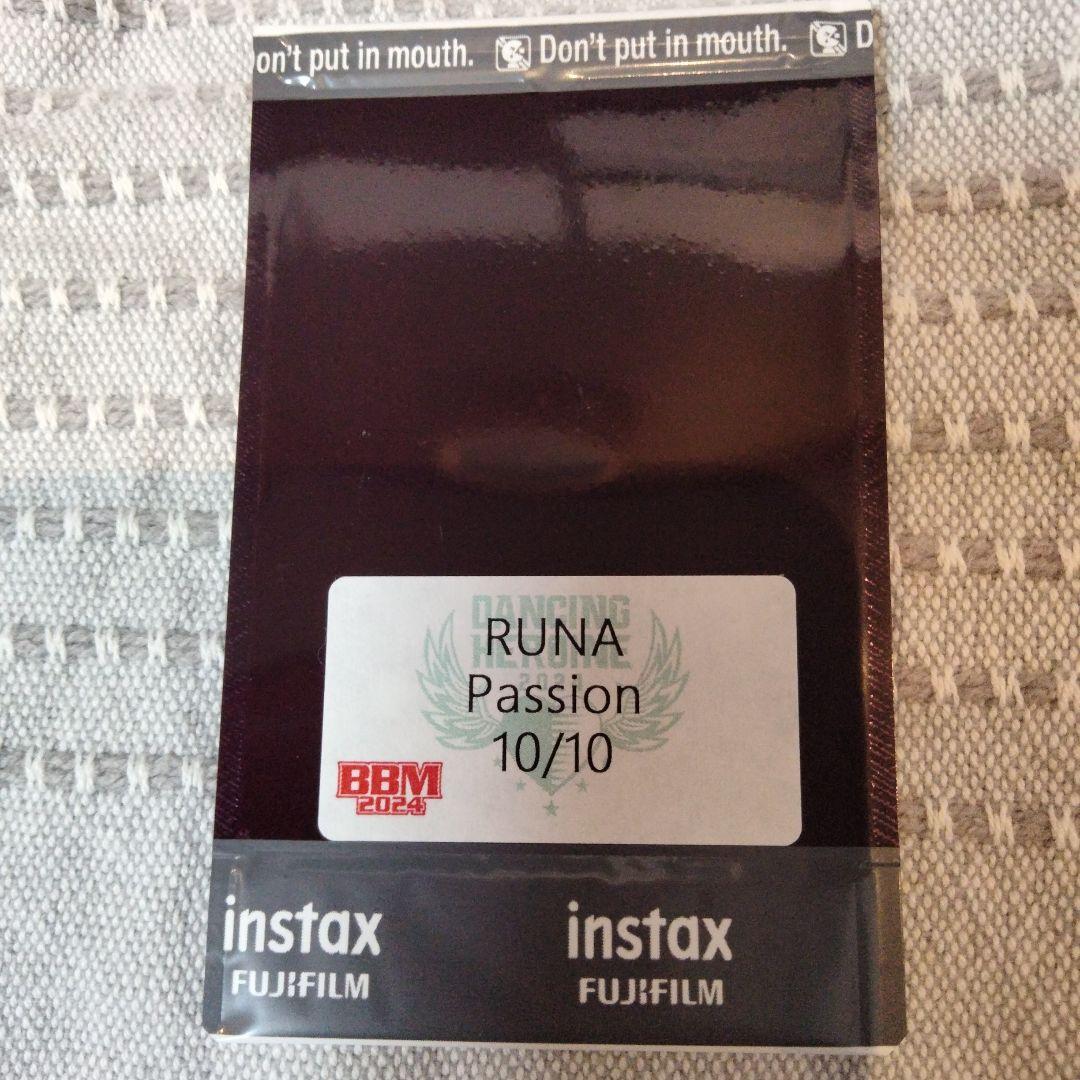 on't put in mouth. Don't put in mouth. D
DANCING
RUNA
HEROINE
Passion
10/10
BBM
2024
instax instax
FUJIFILM FUJIFILM